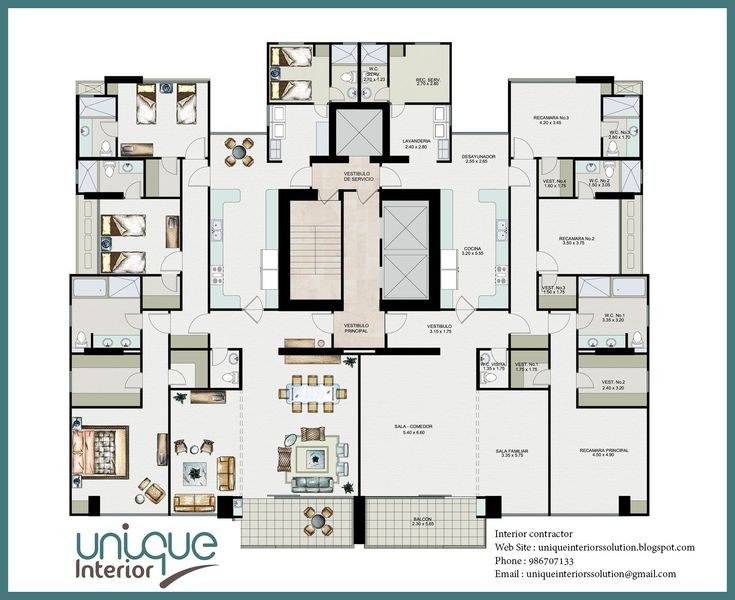 W.C.
SERV.
2.70 x 1.23
REC. SERV.
2.70 x 2.80
LAVANDERIA
2.40 x 2.80
DESAYUNADOR
2.55 x 2.65
RECAMARA No.3
4.20 x 3.45
W.C. No.3
2.80 x 1.70
VESTIBULO
DE SERVICIO
VEST. No.4
1.60 x 1.75
W.C. No.2
1.50 x 3.05
RECAMARA No.2
3.50 x 3.75
COCINA
3.20 x 5.55
VEST. No.3
1.50 x 1.75
W.C. No.1
3.35 x 3.20
VESTIBULO
PRINCIPAL
VESTIBULO
3.15 x 1.75
W.C. VISITA
1.35 x 1.75
VEST. No.1
1.75 x 1.75
VEST. No.2
2.40 x 3.20
SALA - COMEDOR
5.40 x 6.60
SALA FAMILIAR
3.35 x 5.75
RECAMARA PRINCIPAL
4.50 x 4.90
BALCON
2.30 x 5.65
unique
Interior
Interior contractor
Web Site : uniqueinteriorssolution.blogspot.com
Phone : 986707133
Email : uniqueinteriorssolution@gmail.com